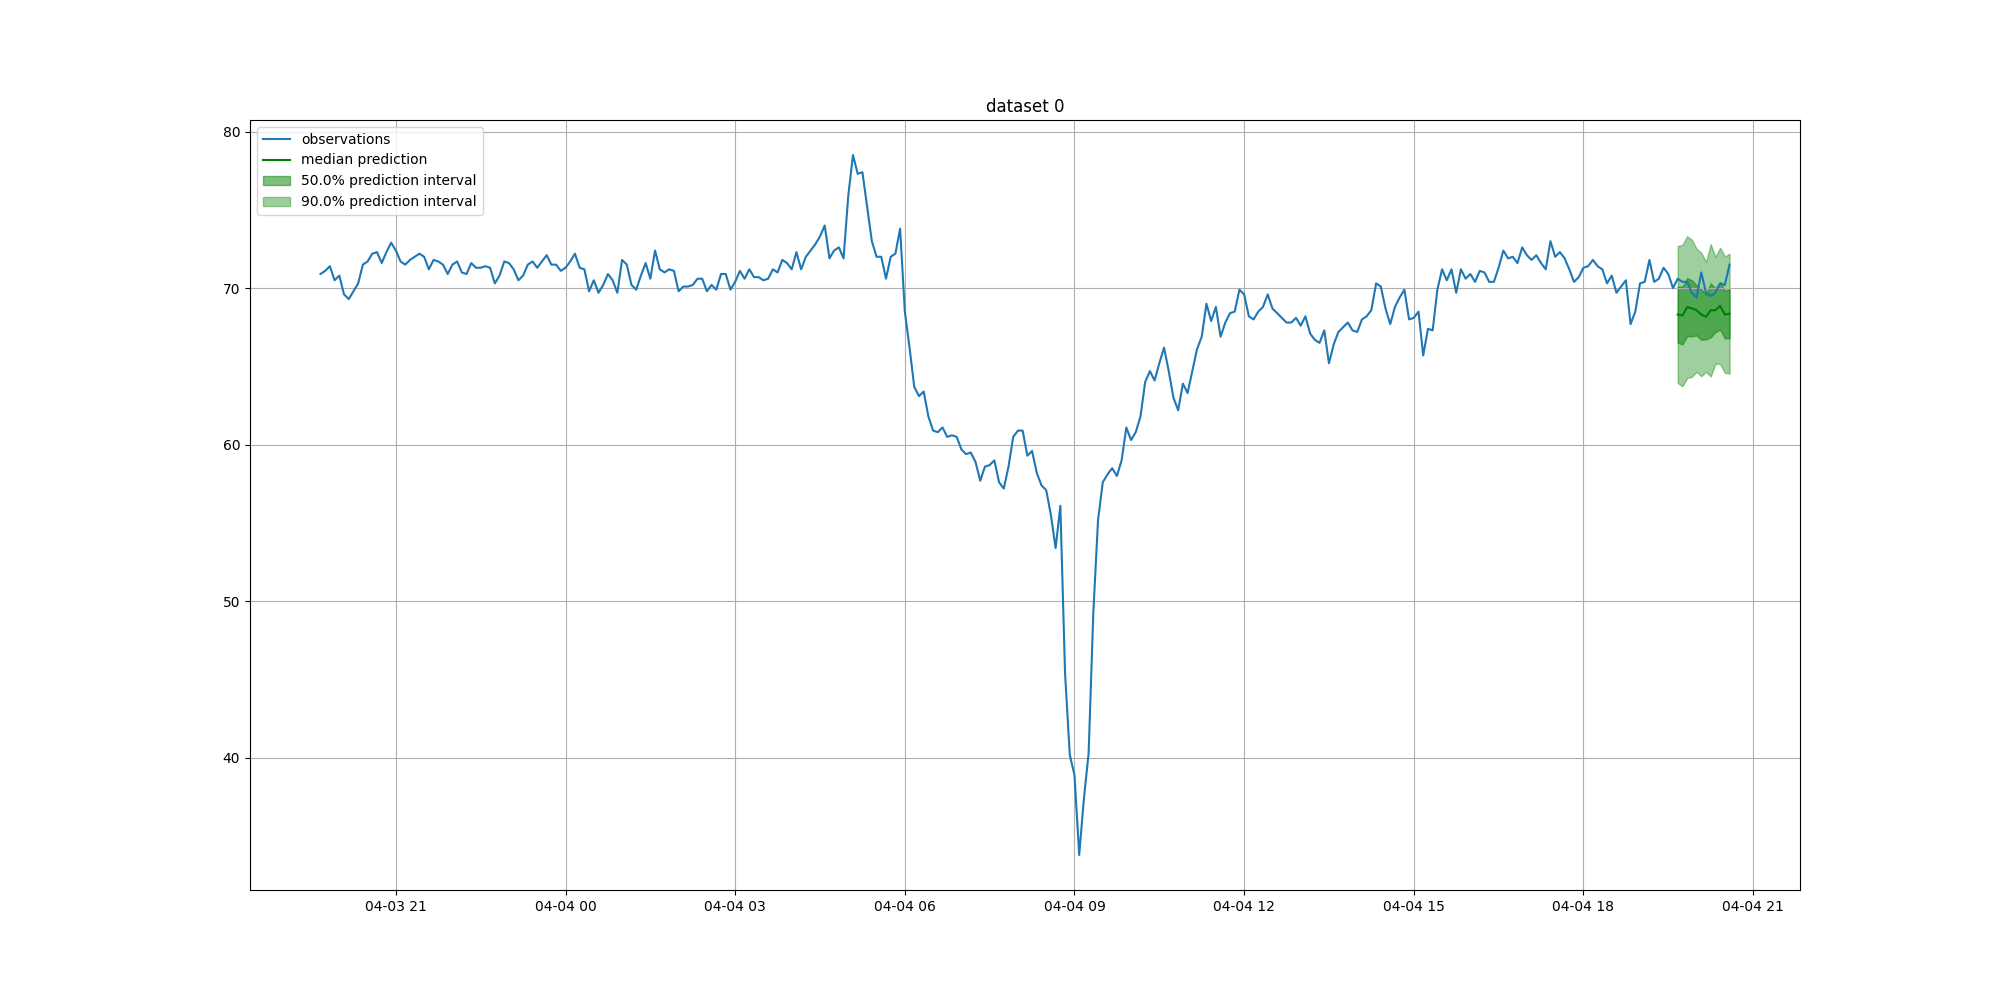 dataset 0
observations
median prediction
50.0% prediction interval
90.0% prediction interval
80
70
60
50
40
04-03 21
04-04 00
04-04 03
04-04 06
04-04 09
04-04 12
04-04 15
04-04 18
04-04 21